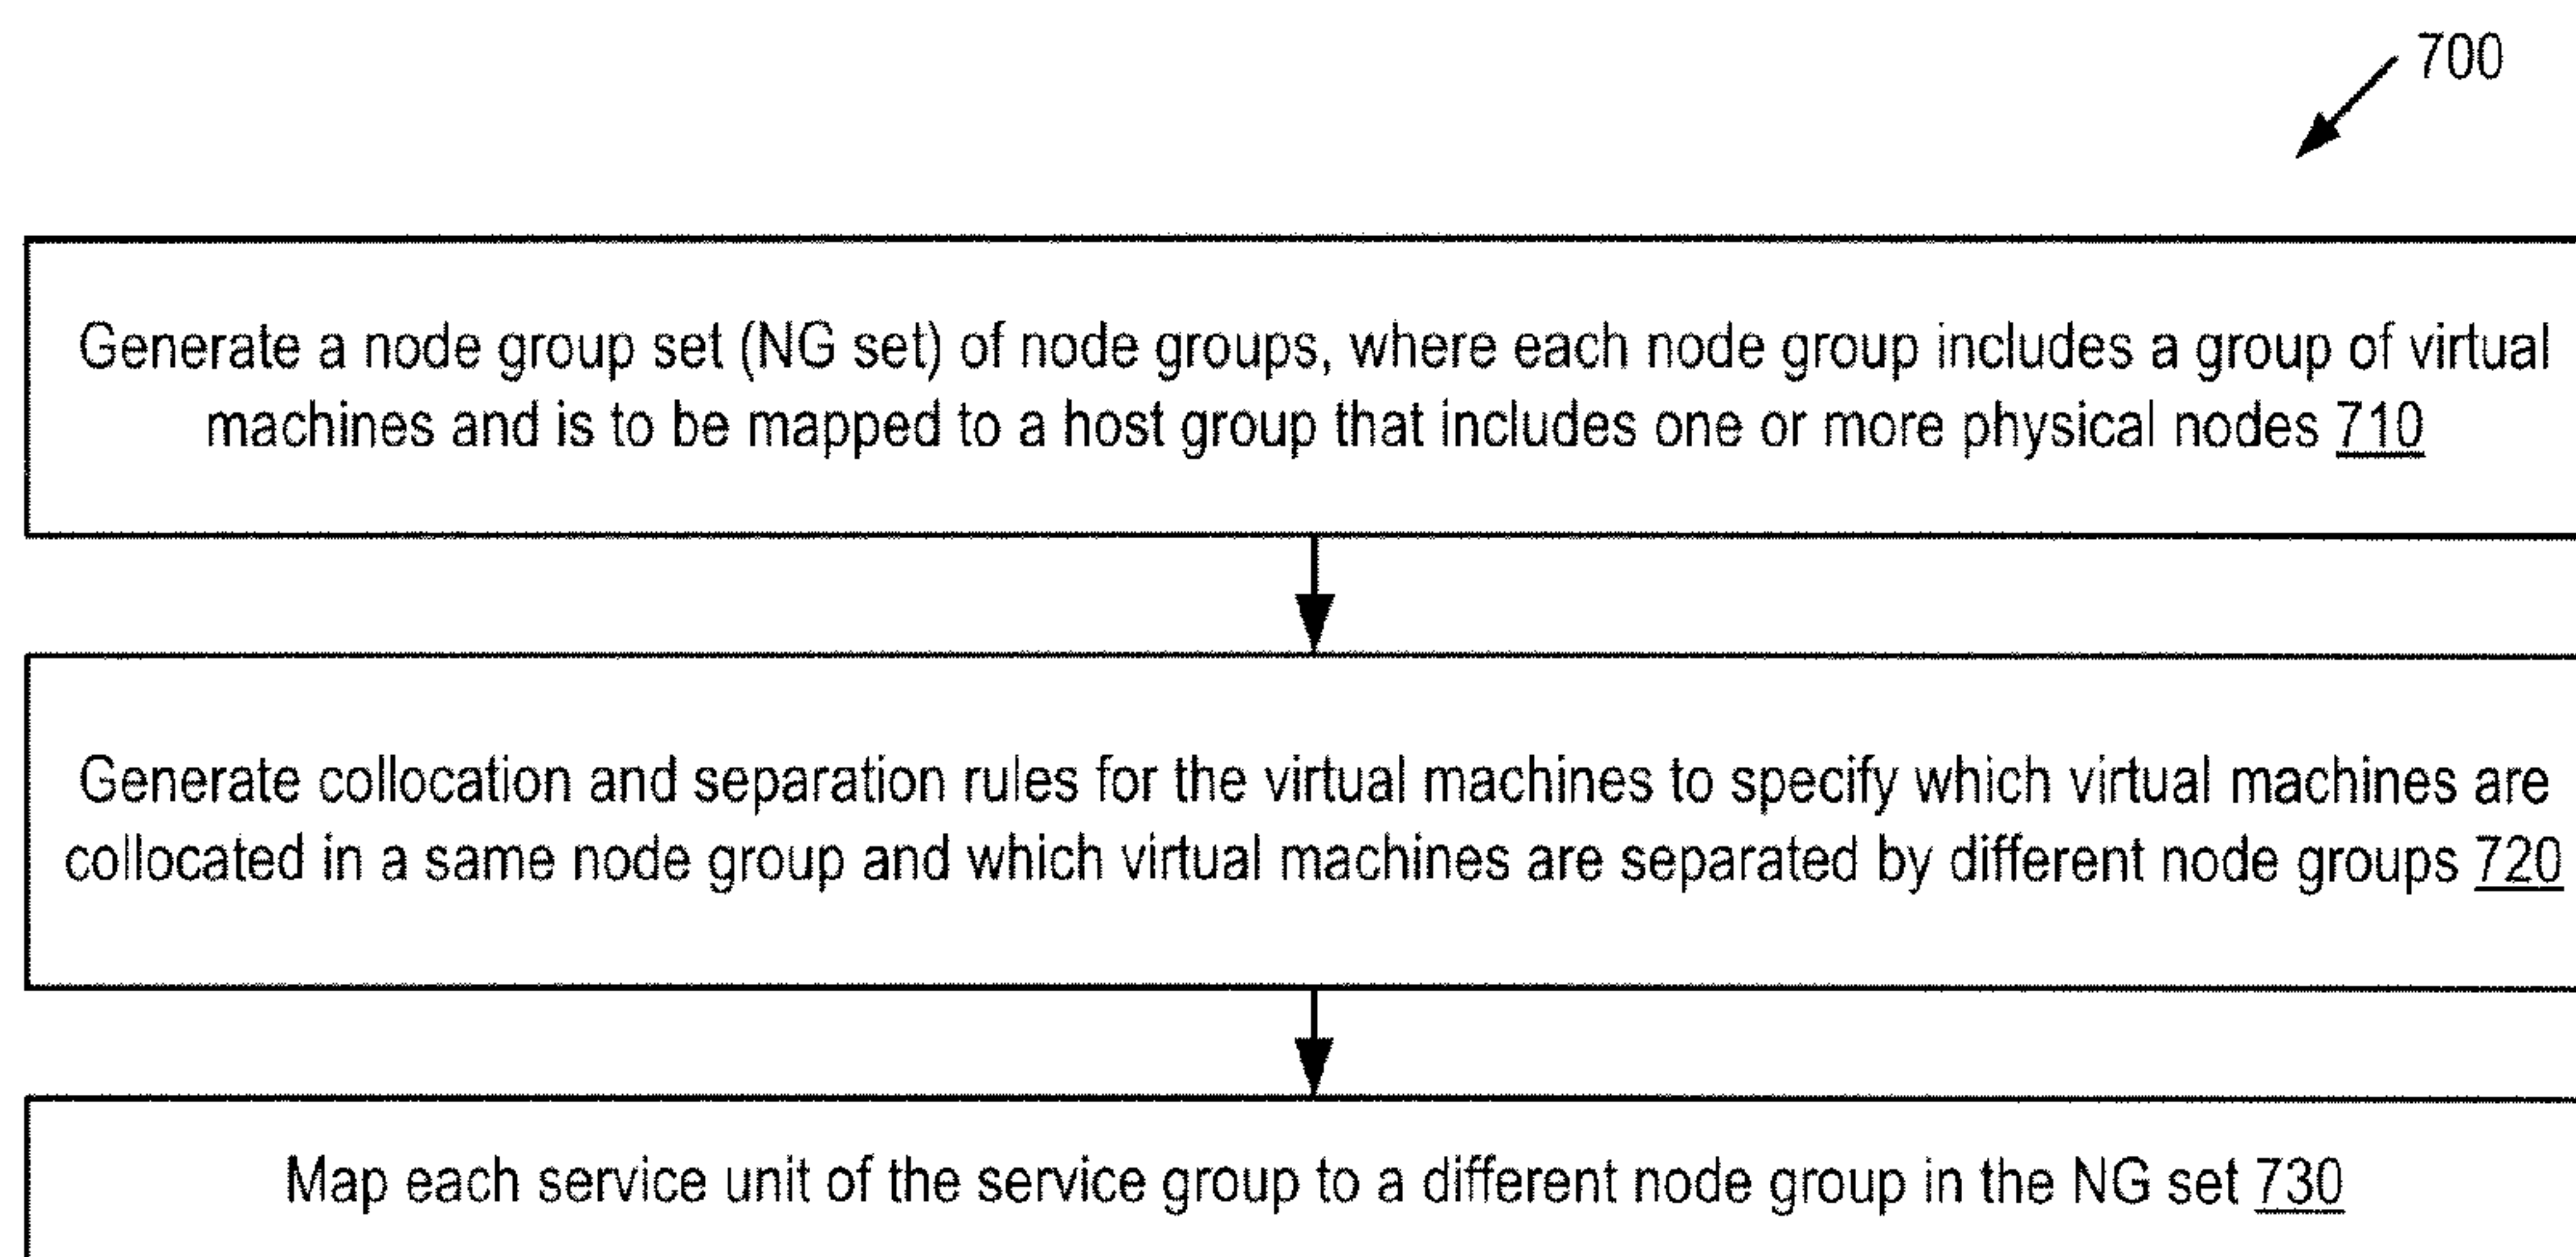 700
Generate a node group set (NG set) of node groups, where each node group includes a group of virtual
machines and is to be mapped to a host group that includes one or more physical nodes 710
Generate collocation and separation rules for the virtual machines to specify which virtual machines are
collocated in a same node group and which virtual machines are separated by different node groups 720
Map each service unit of the service group to a different node group in the NG set 730